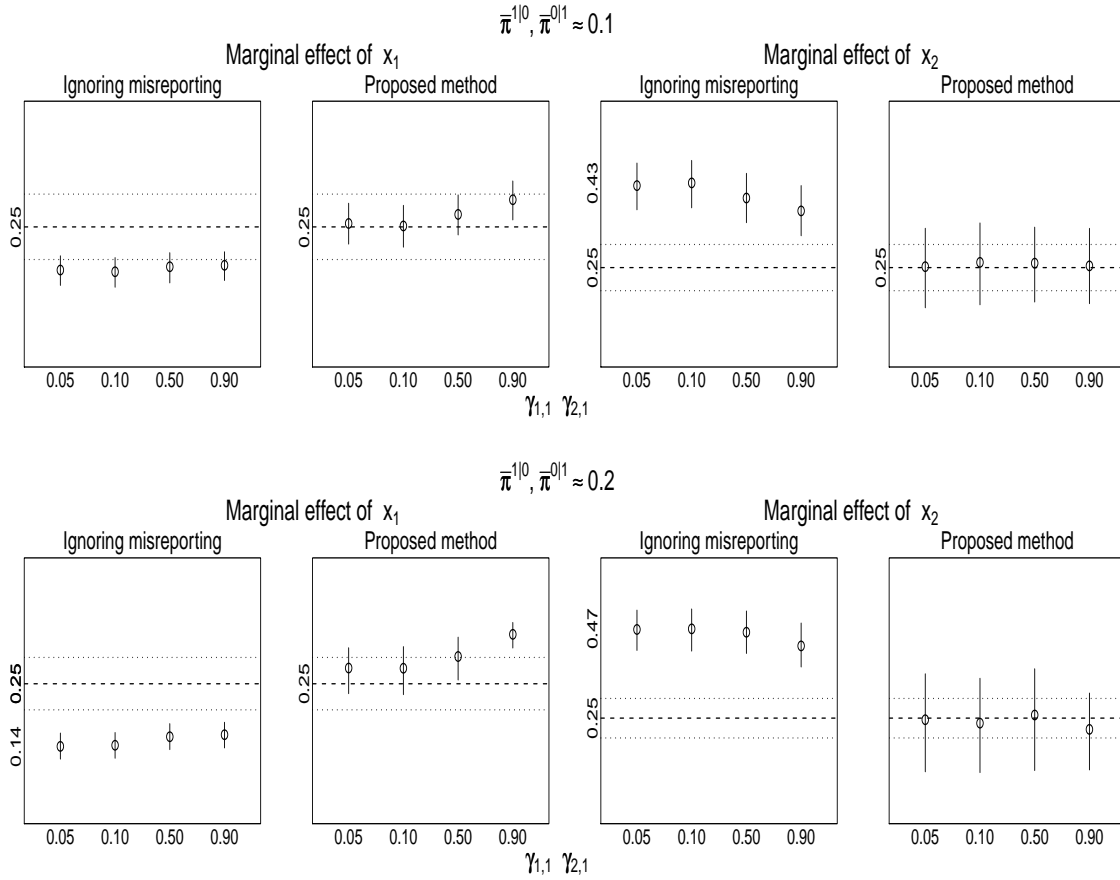 π̅^{1|0}, π̅^{0|1} ≈ 0.1
Marginal effect of x₁ Marginal effect of x₂
Ignoring misreporting Proposed method Ignoring misreporting Proposed method
0.25 0.25 0.43 0.25 0.25
0.05 0.10 0.50 0.90 0.05 0.10 0.50 0.90 0.05 0.10 0.50 0.90 0.05 0.10 0.50 0.90
γ₁,₁ γ₂,₁
π̅^{1|0}, π̅^{0|1} ≈ 0.2
Marginal effect of x₁ Marginal effect of x₂
Ignoring misreporting Proposed method Ignoring misreporting Proposed method
0.25 0.14 0.25 0.47 0.25 0.25
0.05 0.10 0.50 0.90 0.05 0.10 0.50 0.90 0.05 0.10 0.50 0.90 0.05 0.10 0.50 0.90
γ₁,₁ γ₂,₁